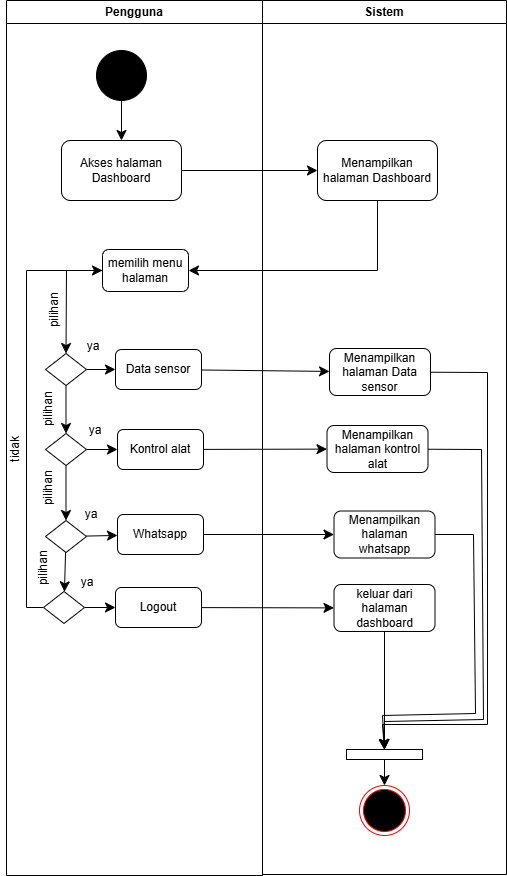 Pengguna
Sistem
Akses halaman
Dashboard
Menampilkan
halaman Dashboard
memilih menu
halaman
pilihan
ya
Data sensor
Menampilkan
halaman Data
sensor
pilihan
ya
Kontrol alat
Menampilkan
halaman kontrol
alat
tidak
pilihan
ya
Whatsapp
Menampilkan
halaman
whatsapp
pilihan
ya
Logout
keluar dari
halaman
dashboard